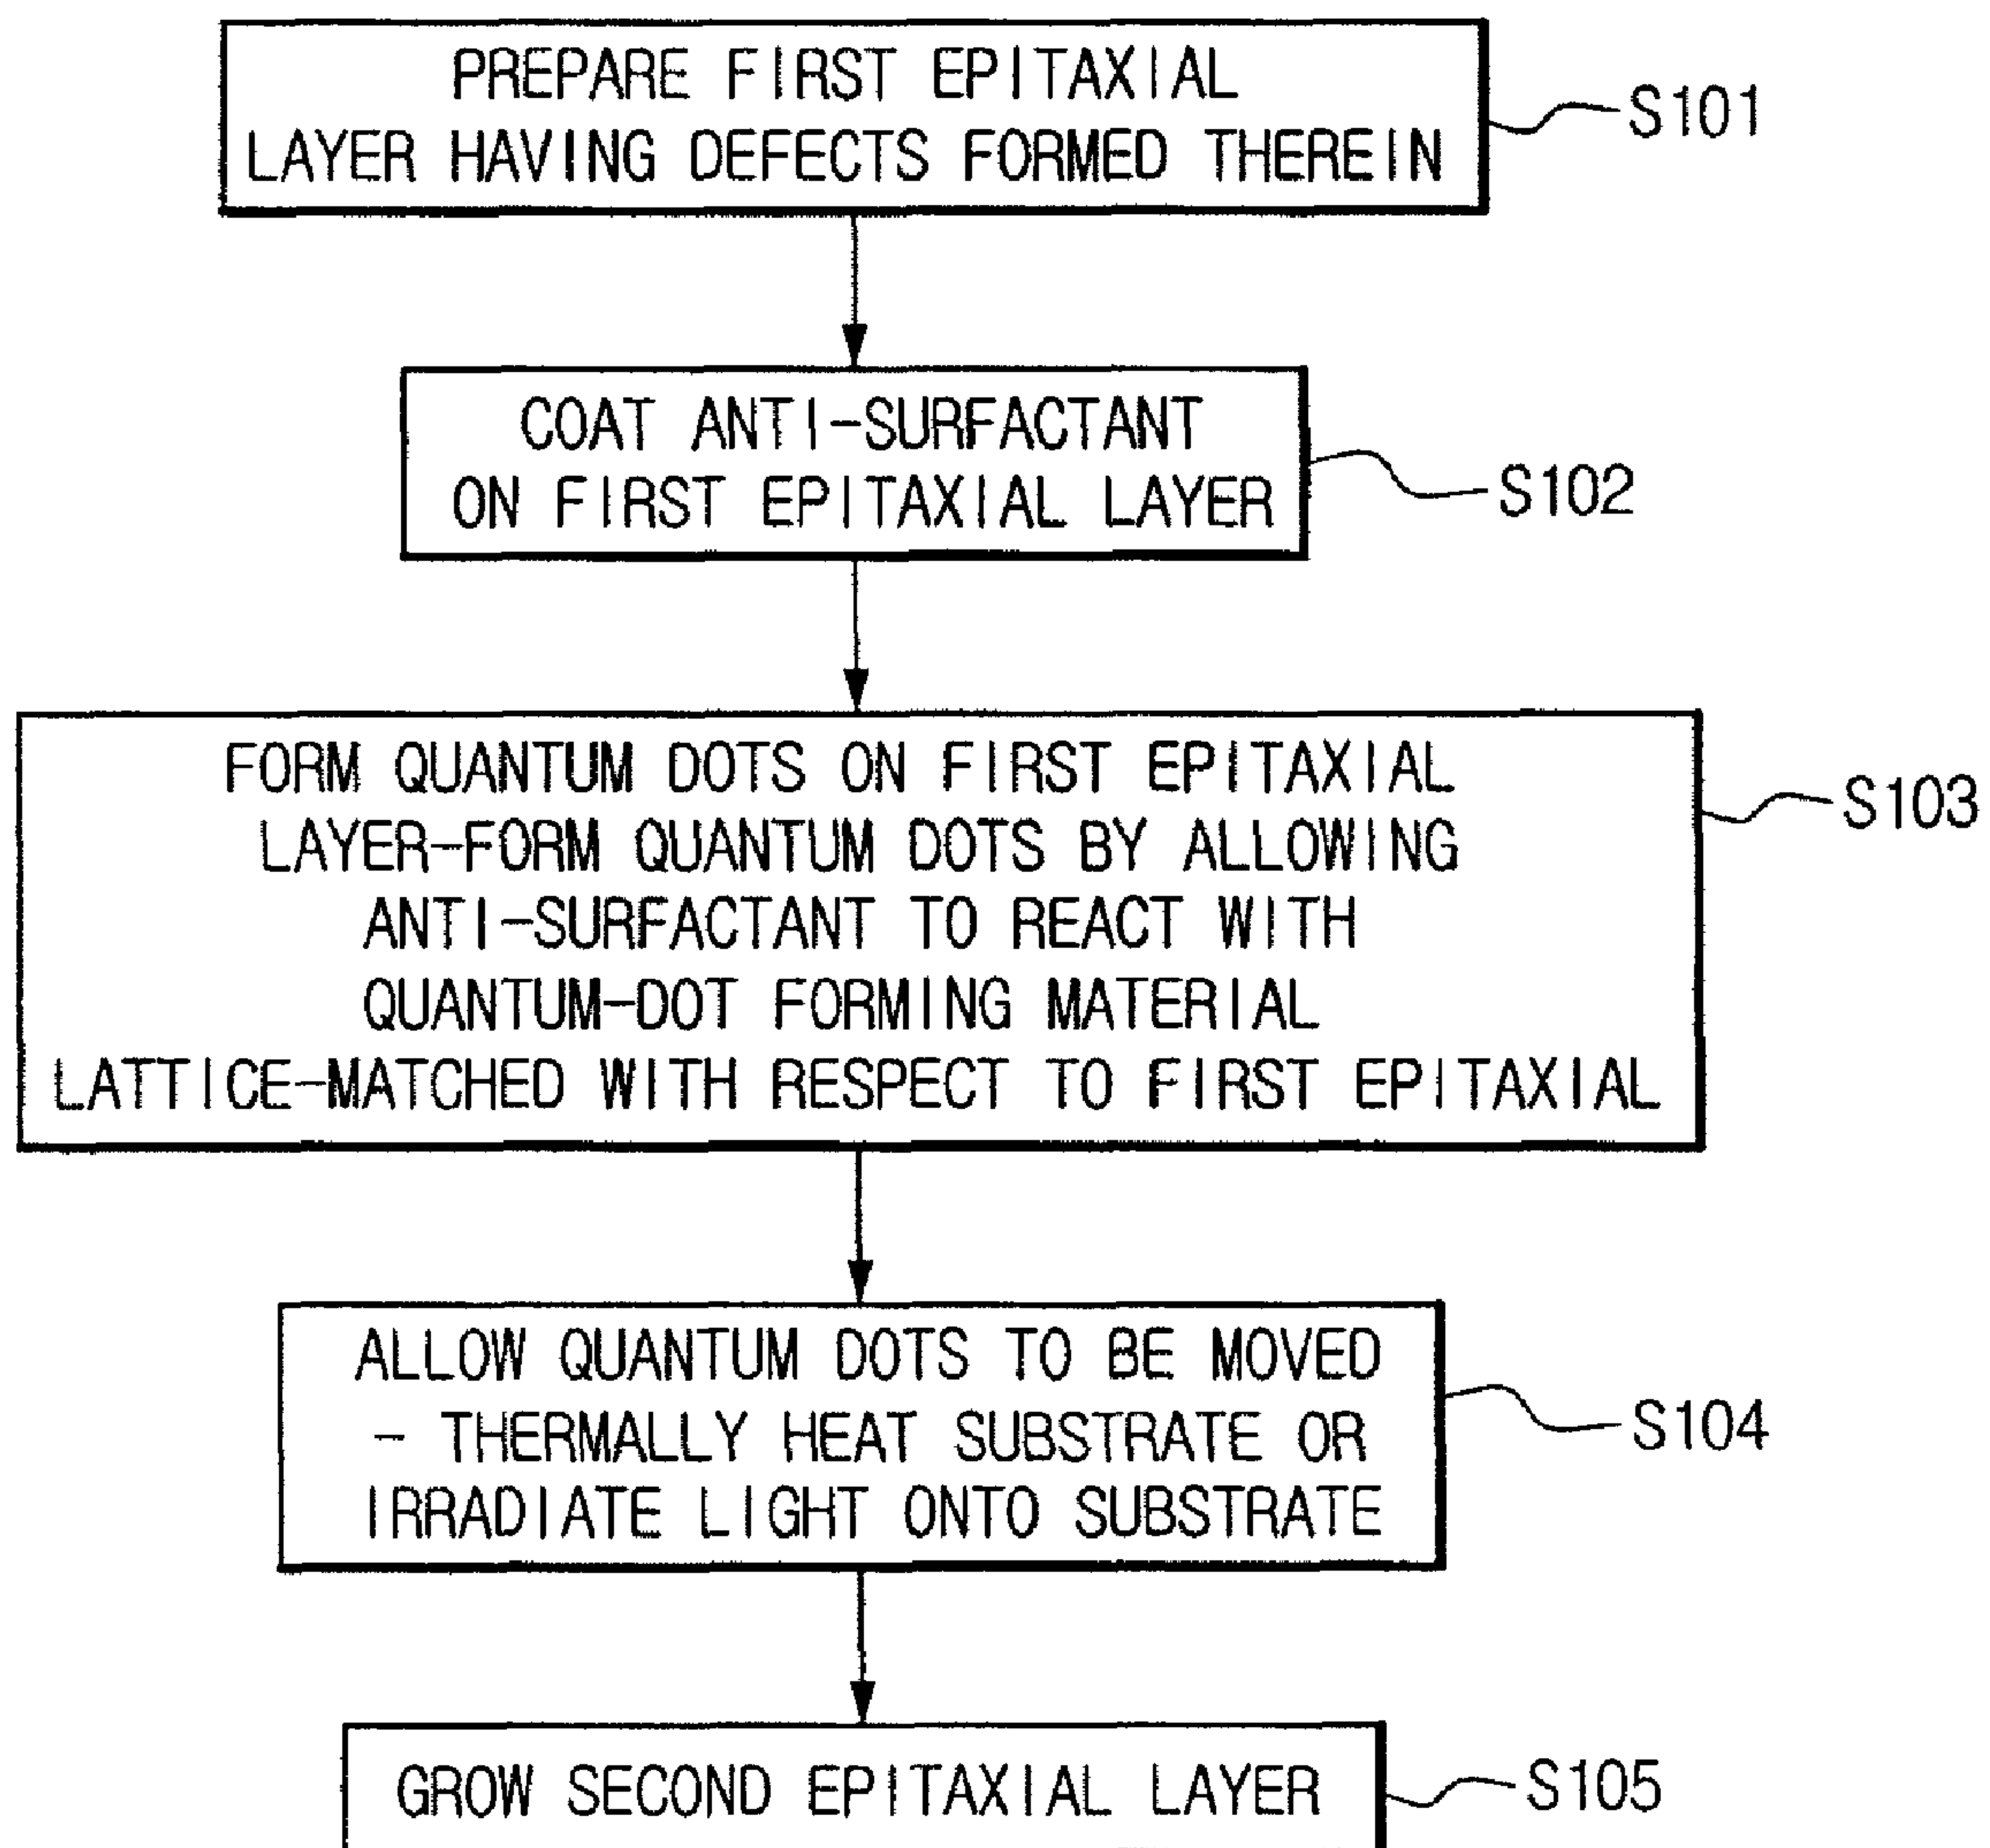 PREPARE FIRST EPITAXIAL
LAYER HAVING DEFECTS FORMED THEREIN
S101
COAT ANTI-SURFACTANT
ON FIRST EPITAXIAL LAYER
S102
FORM QUANTUM DOTS ON FIRST EPITAXIAL
LAYER-FORM QUANTUM DOTS BY ALLOWING
ANTI-SURFACTANT TO REACT WITH
QUANTUM-DOT FORMING MATERIAL
LATTICE-MATCHED WITH RESPECT TO FIRST EPITAXIAL
S103
ALLOW QUANTUM DOTS TO BE MOVED
- THERMALLY HEAT SUBSTRATE OR
IRRADIATE LIGHT ONTO SUBSTRATE
S104
GROW SECOND EPITAXIAL LAYER
S105